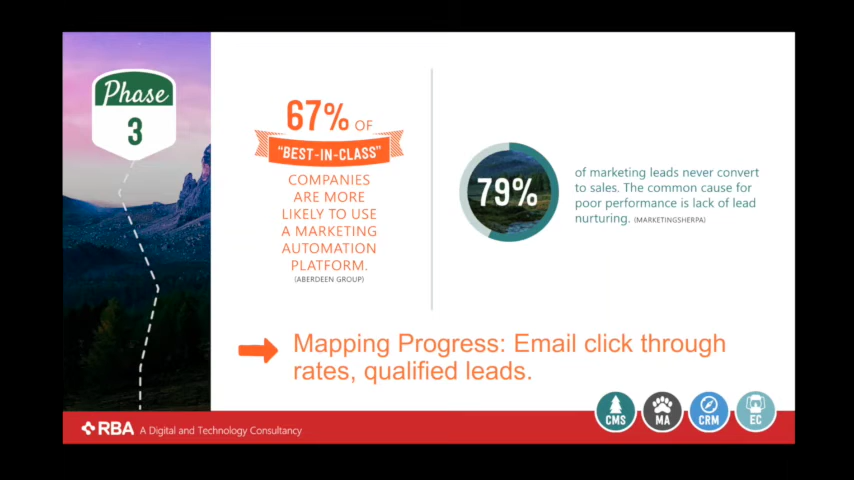 Phase
3
67% OF
"BEST-IN-CLASS"
COMPANIES
ARE MORE
LIKELY TO USE
A MARKETING
AUTOMATION
PLATFORM.
(ABERDEEN GROUP)
79%
of marketing leads never convert
to sales. The common cause for
poor performance is lack of lead
nurturing. (MARKETINGSHERPA)
Mapping Progress: Email click through
rates, qualified leads.
RBA A Digital and Technology Consultancy
CMS
MA
CRM
EC